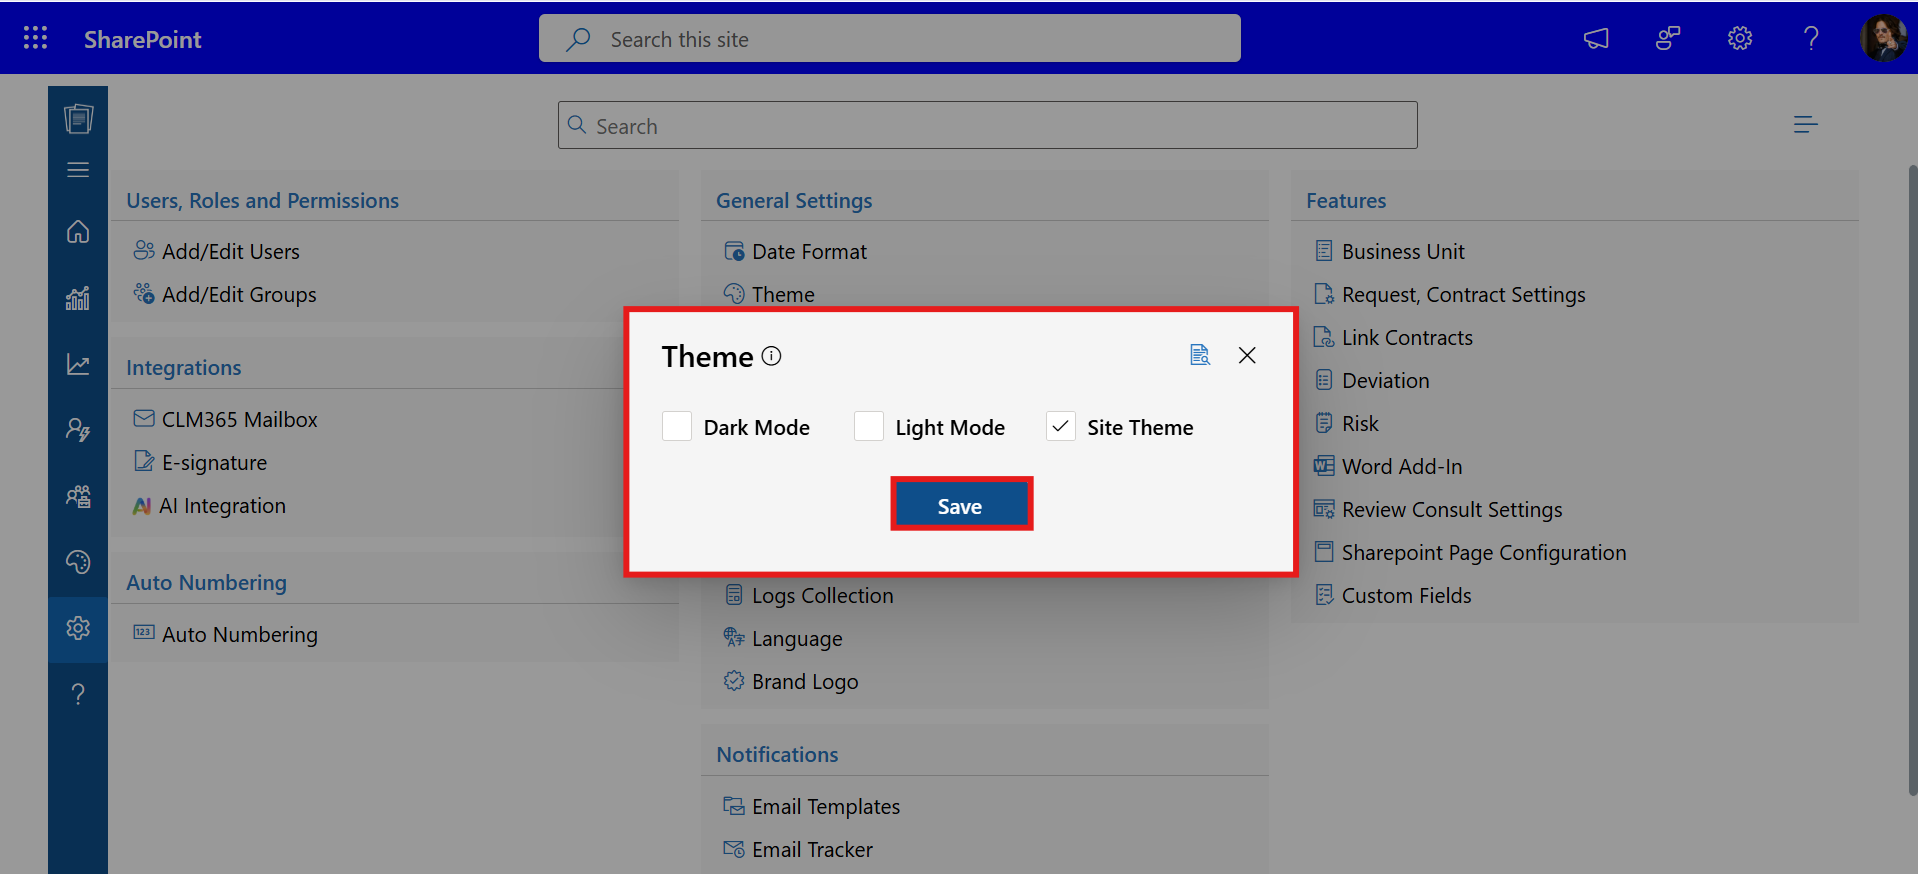 SharePoint
Search this site
Search
Users, Roles and Permissions
Add/Edit Users
Add/Edit Groups
Integrations
CLM365 Mailbox
E-signature
AI Integration
Auto Numbering
123 Auto Numbering
General Settings
Date Format
Theme
Theme
Dark Mode
Light Mode
Site Theme
Save
Logs Collection
Language
Brand Logo
Notifications
Email Templates
Email Tracker
Features
Business Unit
Request, Contract Settings
Link Contracts
Deviation
Risk
Word Add-In
Review Consult Settings
Sharepoint Page Configuration
Custom Fields